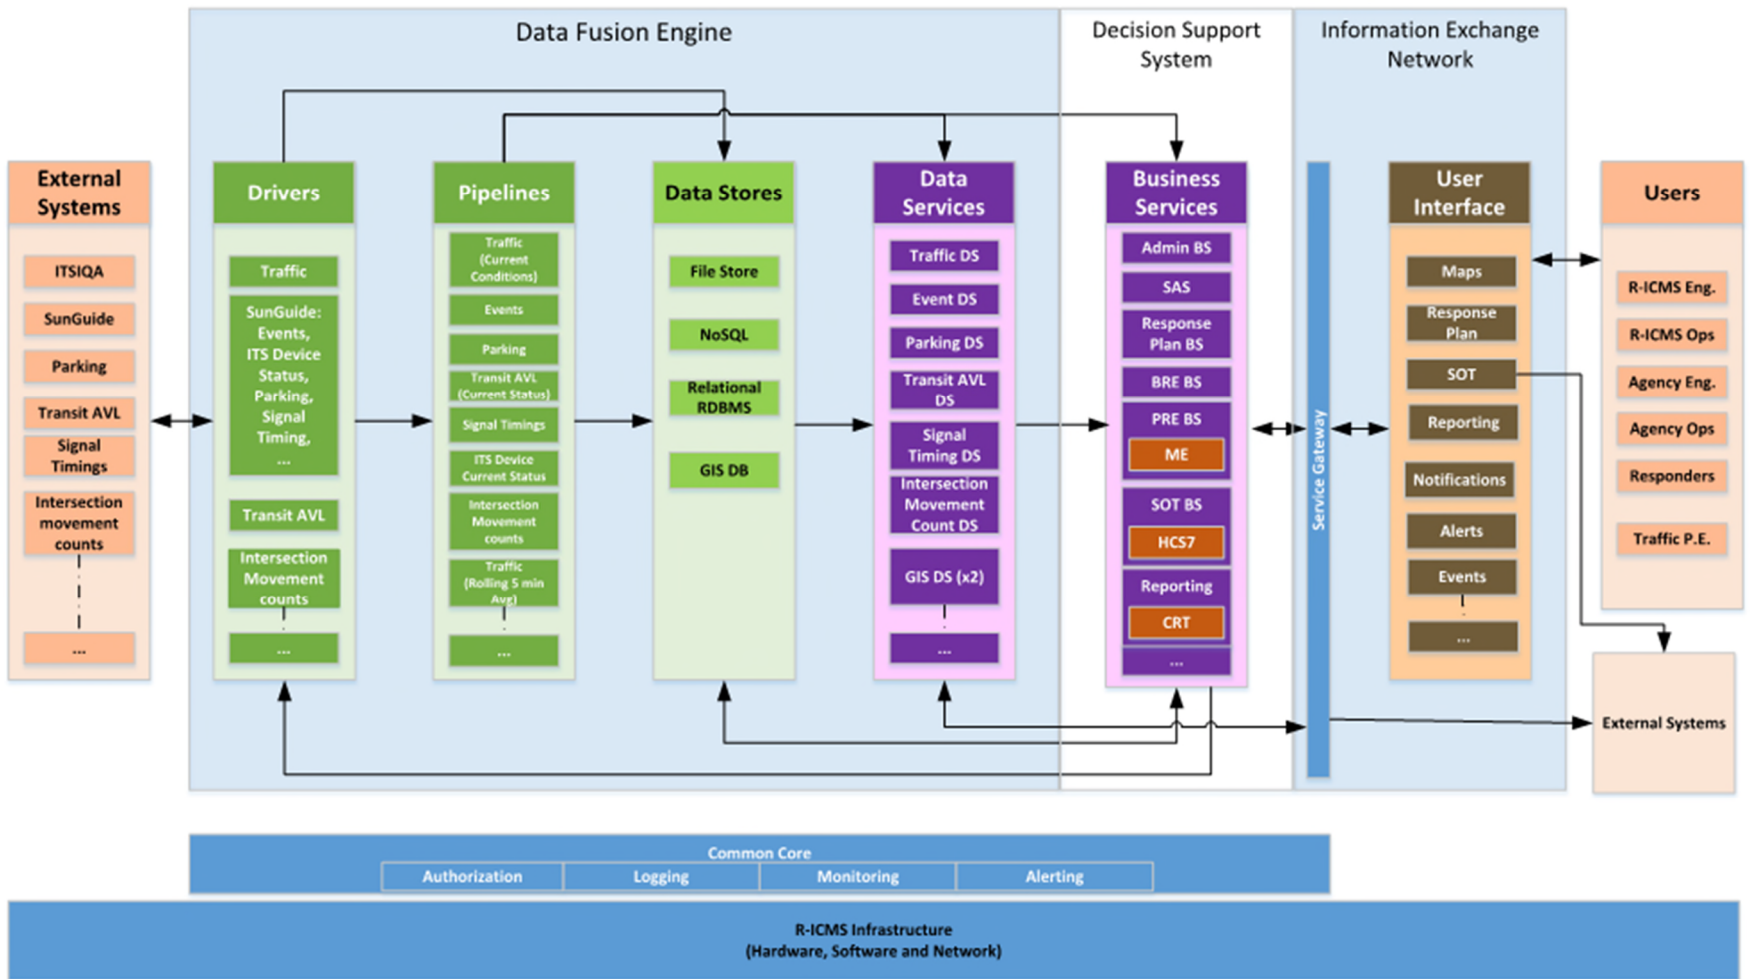 Data Fusion Engine
Decision Support
System
Information Exchange
Network
External
Systems
ITSIQA
SunGuide
Parking
Transit AVL
Signal
Timings
Intersection
movement
counts
...
Drivers
Traffic
SunGuide:
Events,
ITS Device
Status,
Parking,
Signal
Timing,
...
Transit AVL
Intersection
Movement
counts
...
Pipelines
Traffic
(Current
Conditions)
Events
Parking
Transit AVL
(Current Status)
Signal Timings
ITS Device
Current Status
Intersection
Movement
counts
Traffic
(Rolling 5 min
Avg)
...
Data Stores
File Store
NoSQL
Relational
RDBMS
GIS DB
Data
Services
Traffic DS
Event DS
Parking DS
Transit AVL
DS
Signal
Timing DS
Intersection
Movement
Count DS
GIS DS (x2)
...
Business
Services
Admin BS
SAS
Response
Plan BS
BRE BS
PRE BS
ME
SOT BS
HCS7
Reporting
CRT
...
Service Gateway
User
Interface
Maps
Response
Plan
SOT
Reporting
Notifications
Alerts
Events
...
Users
R-ICMS Eng.
R-ICMS Ops
Agency Eng.
Agency Ops
Responders
Traffic P.E.
External Systems
Common Core
Authorization
Logging
Monitoring
Alerting
R-ICMS Infrastructure
(Hardware, Software and Network)